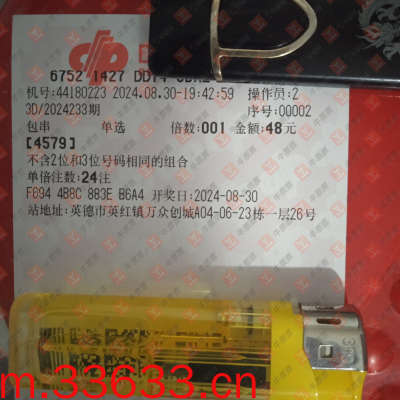 机号:44180223 2024.08.30-19:42:59 操作员:2
3D/2024233期 序号:00002
包串 单选 倍数:001 金额:48元
[4579]
不含2位和3位号码相同的组合
单倍注数:24注
F694 4B8C 883E B6A4 开奖日:2024-08-30
站地址:英德市英红镇万众创城A04-06-23栋一层26号
m.33633.cn